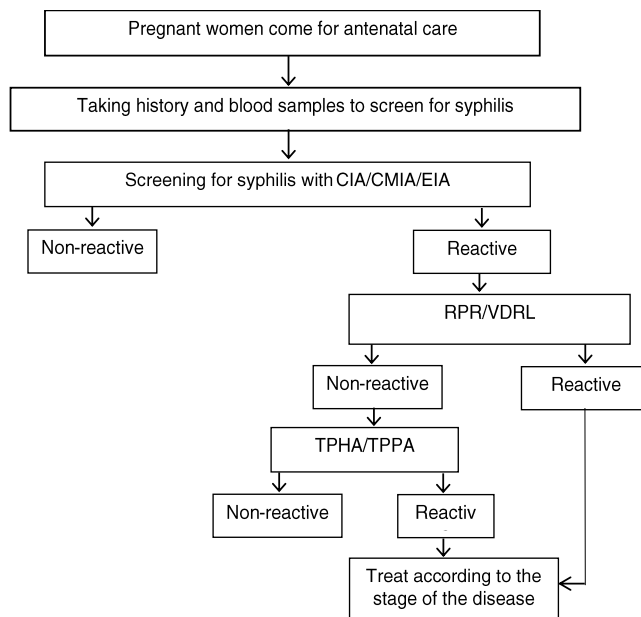 Pregnant women come for antenatal care
Taking history and blood samples to screen for syphilis
Screening for syphilis with CIA/CMIA/EIA
Non-reactive
Reactive
RPR/VDRL
Non-reactive
Reactive
TPHA/TPPA
Non-reactive
Reactiv
Treat according to the
stage of the disease